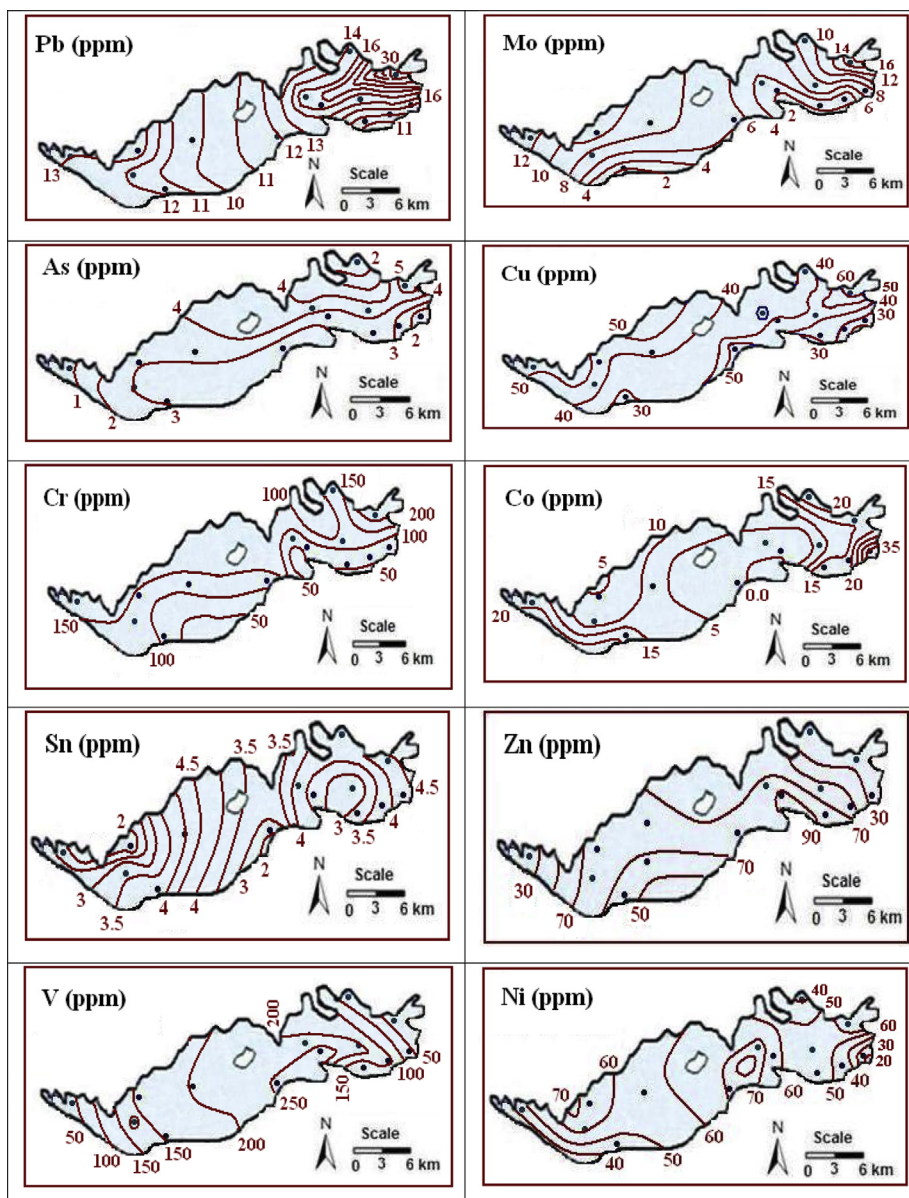 Pb (ppm)
14
16
30
16
11
13
12
11
10
11
12
13
N
Scale
0 3 6 km
Mo (ppm)
10
14
16
12
8
6
2
4
6
12
10
8
4
2
4
N
Scale
0 3 6 km
As (ppm)
4
4
2
5
4
2
3
1
2
3
N
Scale
0 3 6 km
Cu (ppm)
50
40
40
60
50
40
30
30
50
50
40
30
N
Scale
0 3 6 km
Cr (ppm)
100
150
200
100
50
50
50
150
100
N
Scale
0 3 6 km
Co (ppm)
5
10
15
20
35
20
15
0.0
5
15
20
N
Scale
0 3 6 km
Sn (ppm)
2
4.5
3.5
3.5
4.5
4
3.5
3
4
2
3
4
4
3.5
3
N
Scale
0 3 6 km
Zn (ppm)
30
70
90
70
50
70
30
N
Scale
0 3 6 km
V (ppm)
200
50
100
150
250
200
150
150
100
50
N
Scale
0 3 6 km
Ni (ppm)
70
60
40
50
60
30
20
40
50
60
70
60
50
40
N
Scale
0 3 6 km